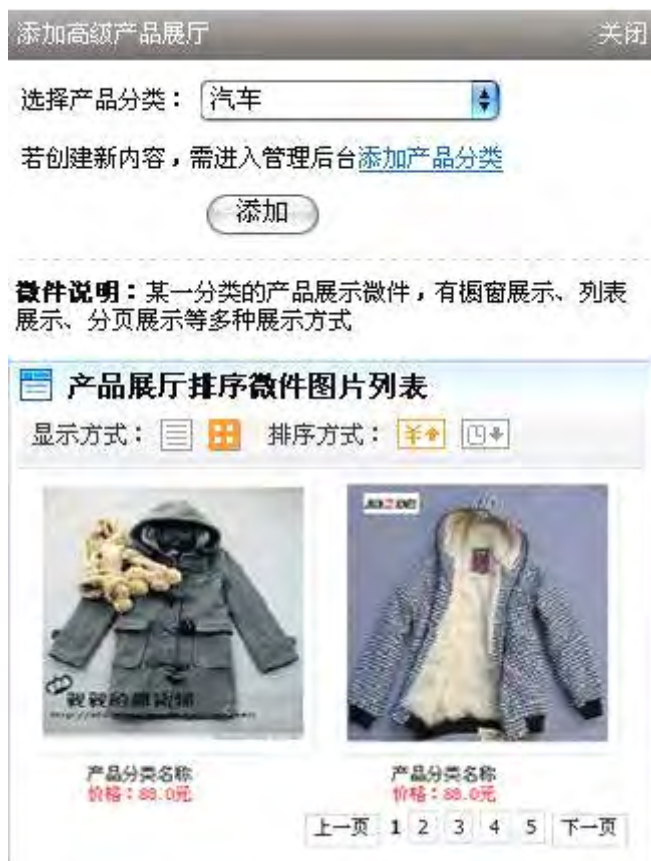 添加高级产品展厅 关闭
选择产品分类： 汽车
若创建新内容，需进入管理后台添加产品分类
添加
微件说明：某一分类的产品展示微件，有橱窗展示、列表
展示、分页展示等多种展示方式
产品展厅排序微件图片列表
显示方式： 排序方式： ¥
产品分类名称 产品分类名称
价格：88.0元 价格：88.0元
上一页 1 2 3 4 5 下一页